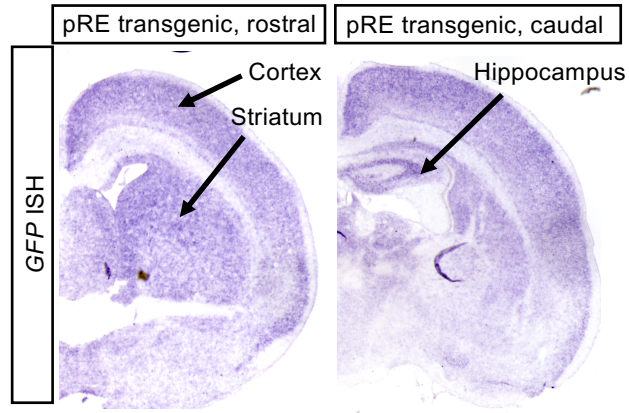 pRE transgenic, rostral
pRE transgenic, caudal
Cortex
Striatum
Hippocampus
GFP ISH